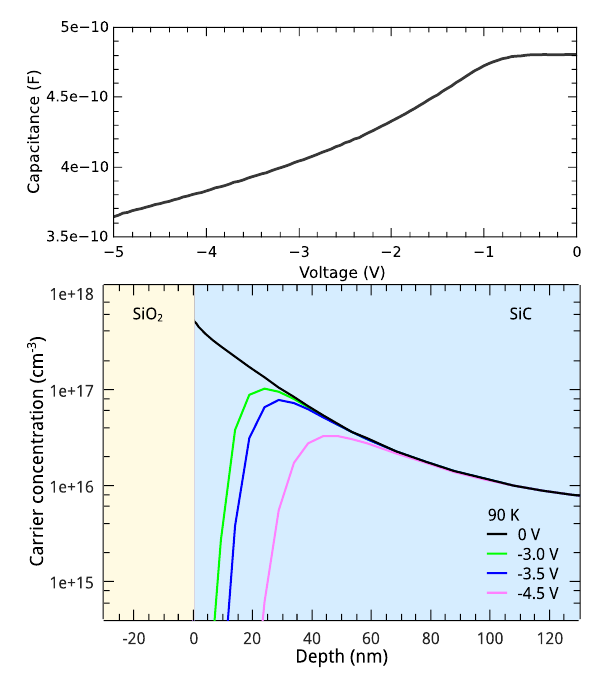 5e−10
4.5e−10
4e−10
3.5e−10
Capacitance (F)
−5 −4 −3 −2 −1 0
Voltage (V)
1e+18
1e+17
1e+16
1e+15
Carrier concentration (cm-3)
SiO2 SiC
90 K
0 V
-3.0 V
-3.5 V
-4.5 V
-20 0 20 40 60 80 100 120
Depth (nm)